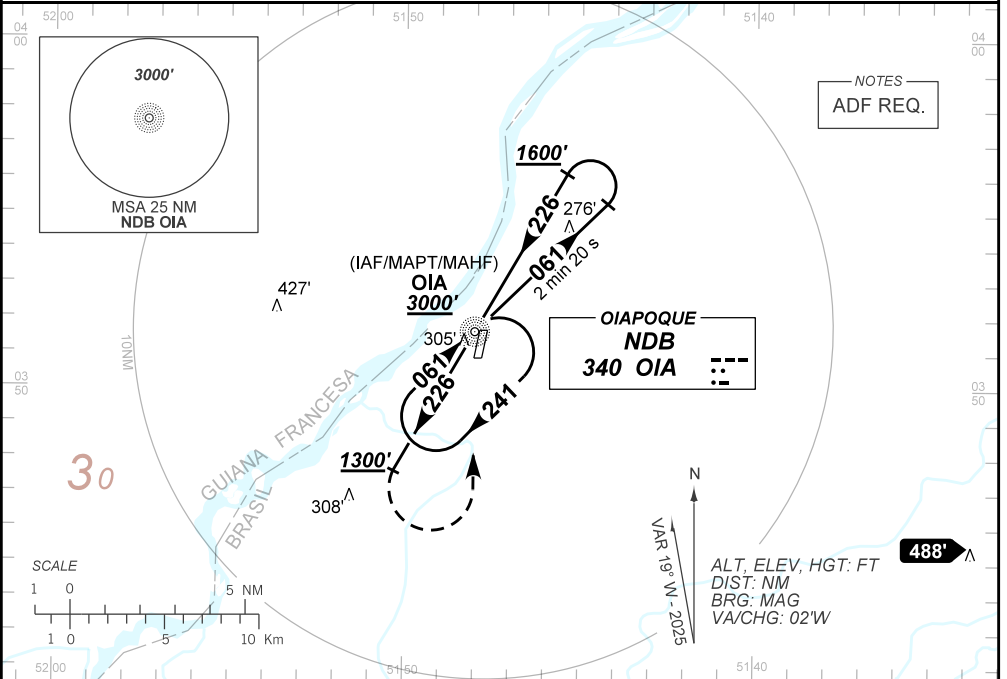 52 00
51 50
51 40
04 00
04 00
3000'
MSA 25 NM
NDB OIA
NOTES
ADF REQ.
1600'
226
276'
061
2 min 20 s
(IAF/MAPT/MAHF)
OIA
3000'
427'
305'
10NM
OIAPOQUE
NDB
340 OIA
03 50
03 50
061
226
241
GUIANA FRANCESA
BRASIL
30
1300'
308'
N
VAR 19° W - 2025
488'
ALT, ELEV, HGT: FT
DIST: NM
BRG: MAG
VA/CHG: 02'W
SCALE
1 0 5 NM
1 0 5 10 Km
52 00
51 50
51 40